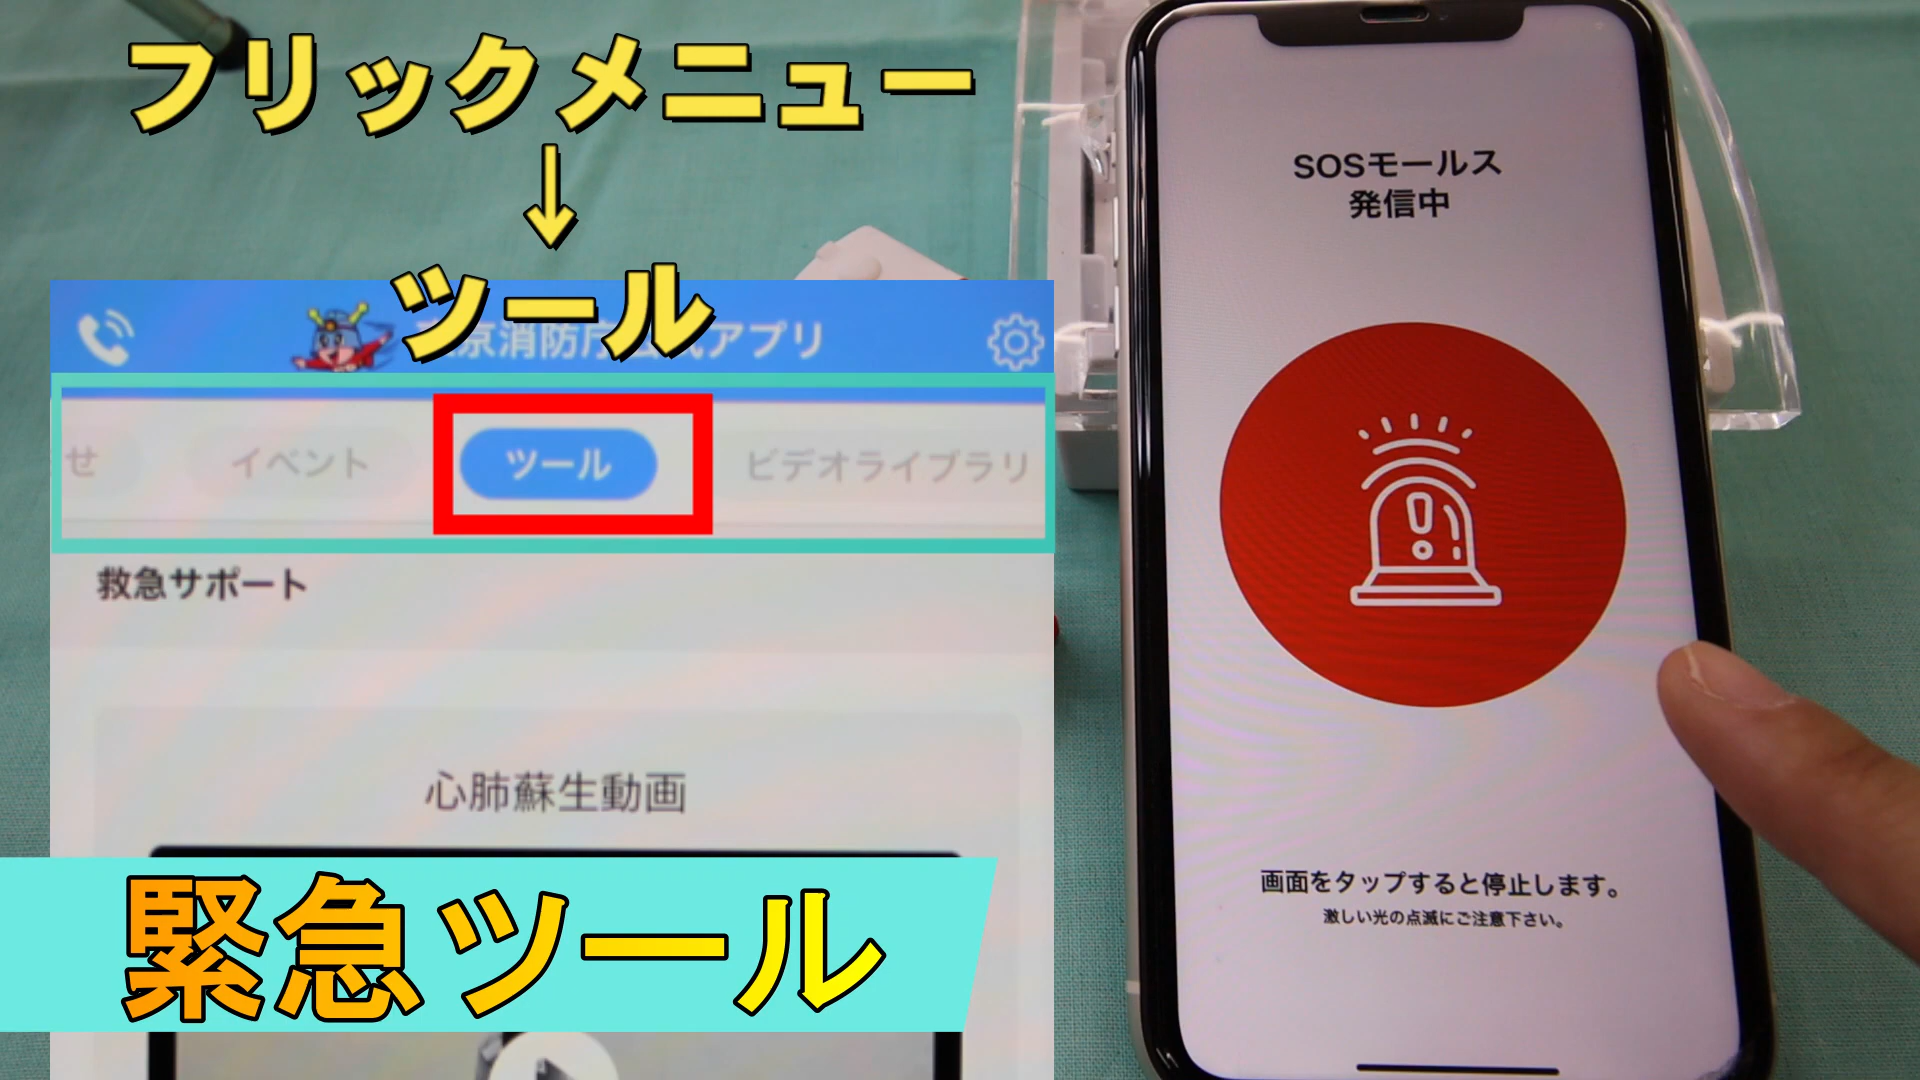 フリックメニュー
↓
ツール
京消防庁 アプリ
せ
イベント
ツール
ビデオライブラリ
救急サポート
心肺蘇生動画
緊急ツール
SOSモールス
発信中
画面をタップすると停止します。
激しい光の点滅にご注意下さい。